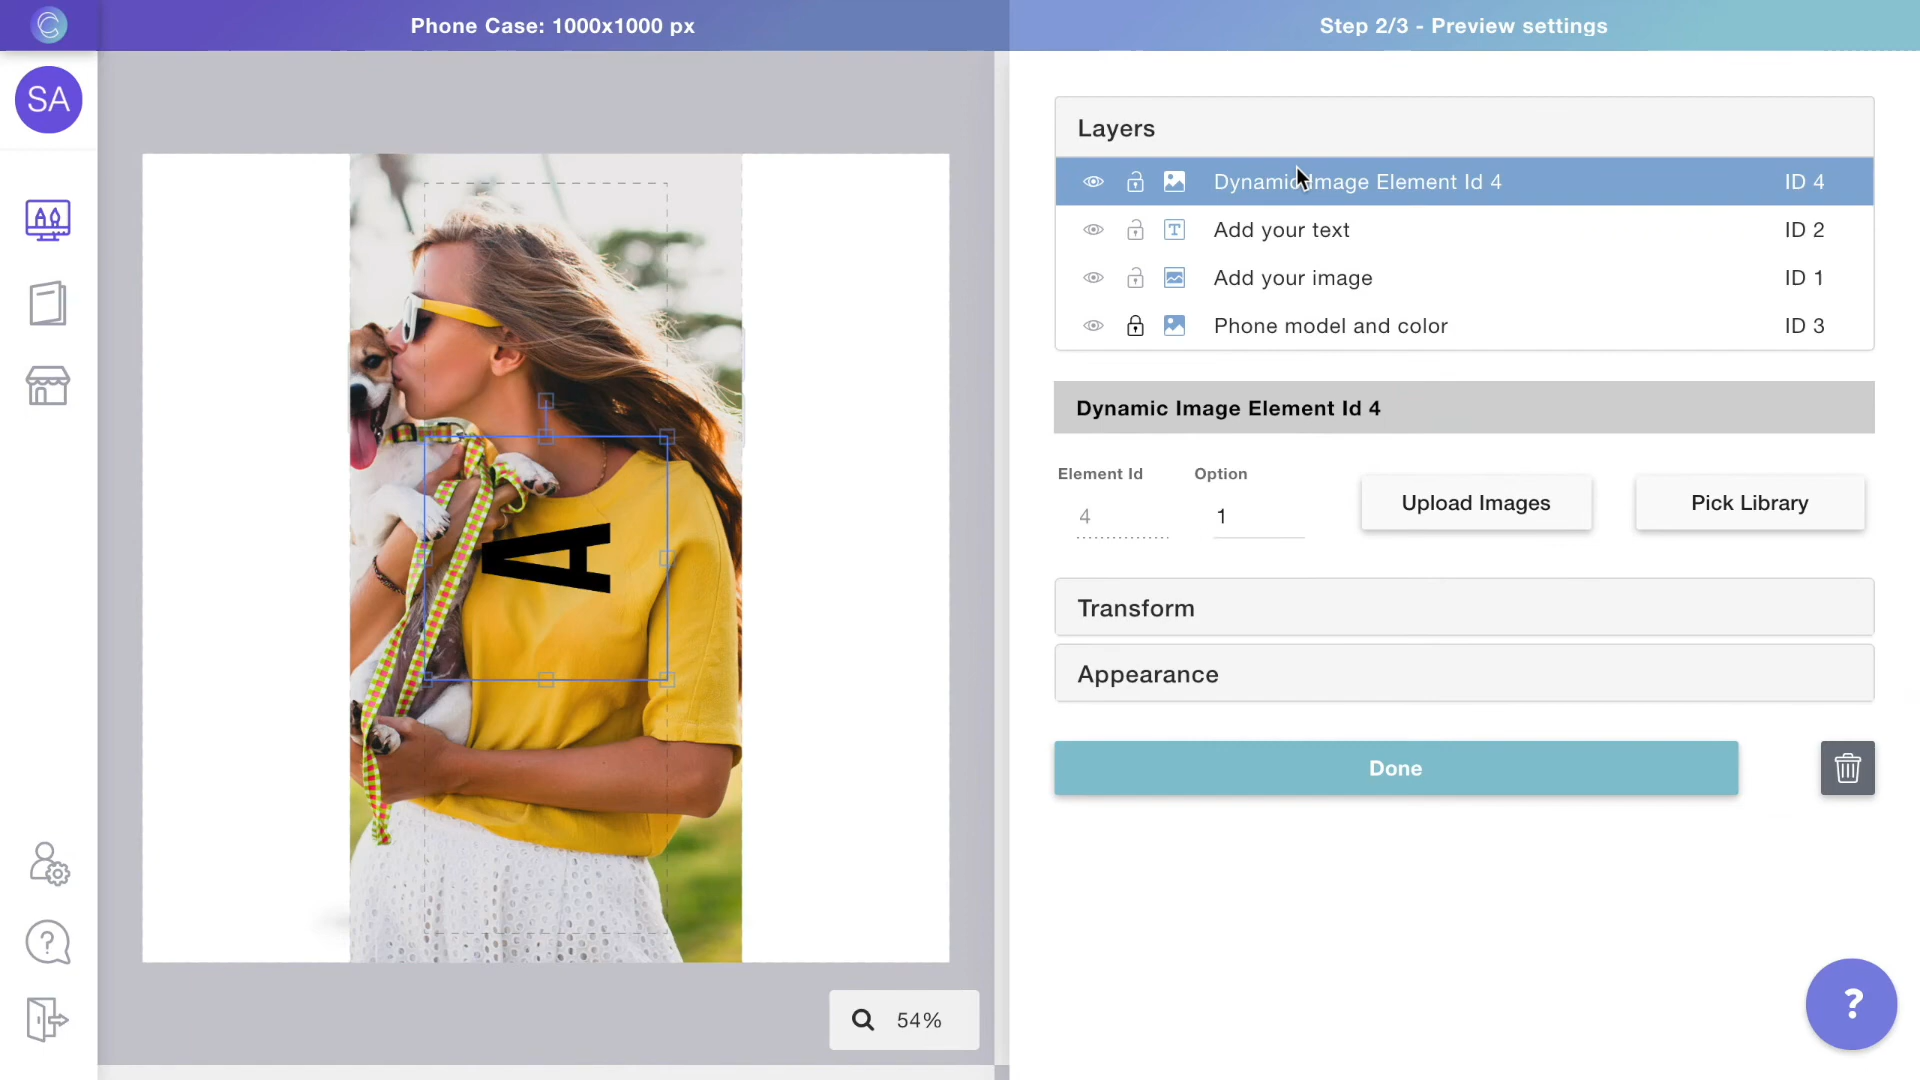 Phone Case: 1000x1000 px
Step 2/3 - Preview settings
SA
Layers
Dynamic Image Element Id 4 ID 4
T Add your text ID 2
Add your image ID 1
Phone model and color ID 3
Dynamic Image Element Id 4
Element Id Option
4 1 Upload Images Pick Library
A
Transform
Appearance
Done
54%
?
?